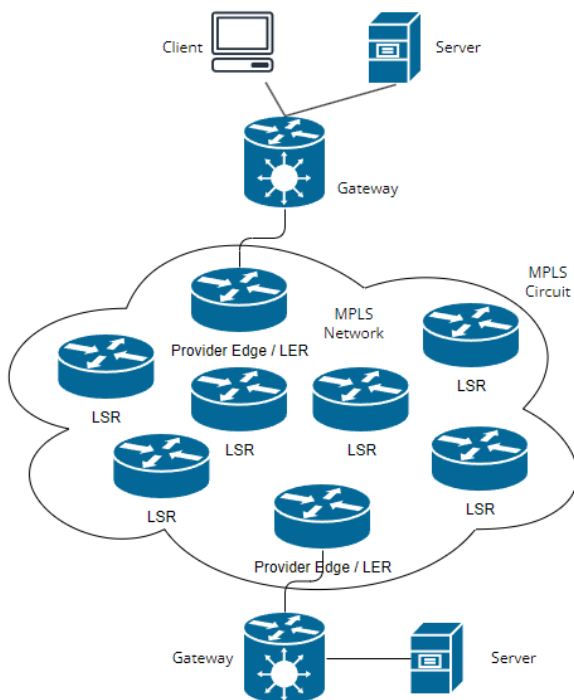 Client
Server
Gateway
MPLS
Circuit
MPLS
Network
Provider Edge / LER
LSR
LSR
LSR
LSR
LSR
LSR
Provider Edge / LER
Gateway
Server